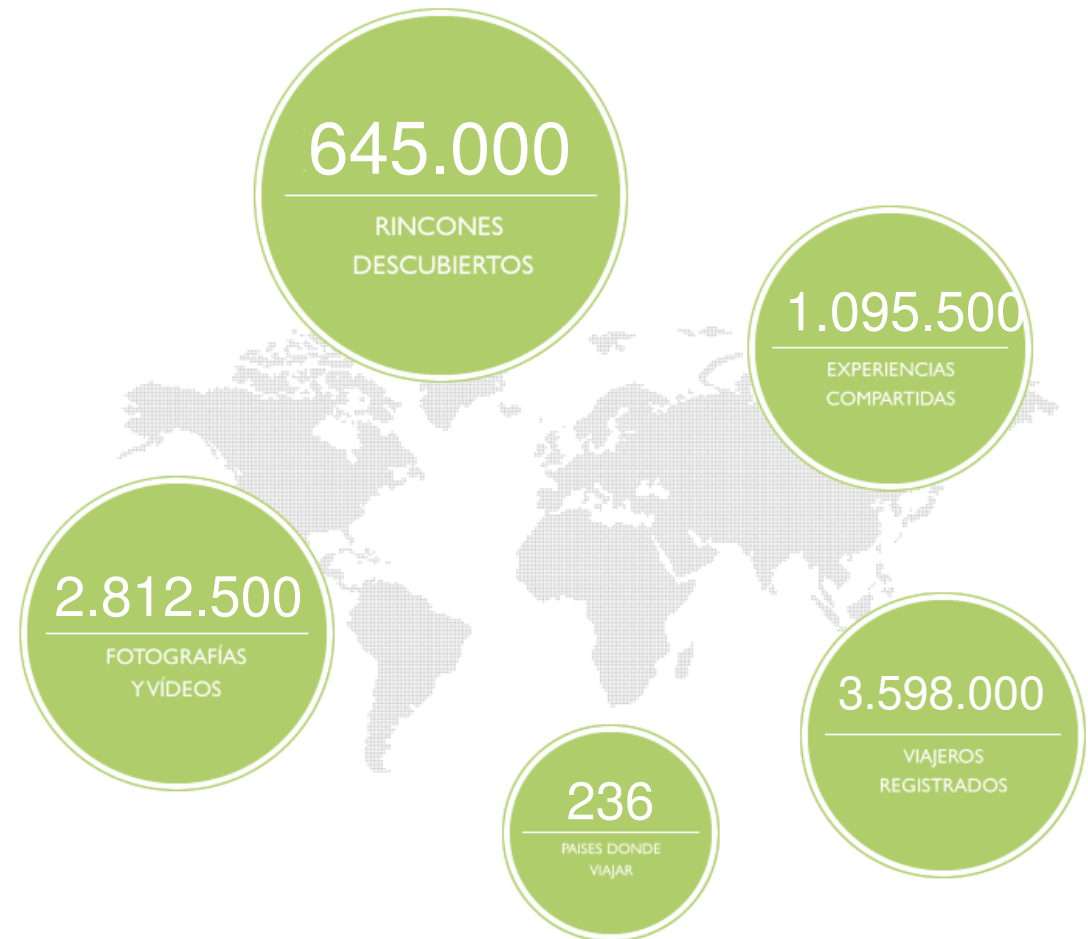 645.000
RINCONES
DESCUBIERTOS
1.095.500
EXPERIENCIAS
COMPARTIDAS
2.812.500
FOTOGRAFÍAS
Y VÍDEOS
3.598.000
VIAJEROS
REGISTRADOS
236
PAISES DONDE
VIAJAR